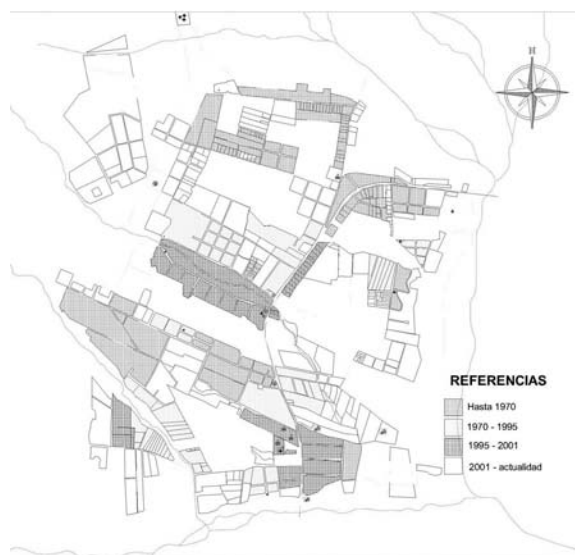 N
REFERENCIAS
Hasta 1970
1970 - 1995
1995 - 2001
2001 - actualidad